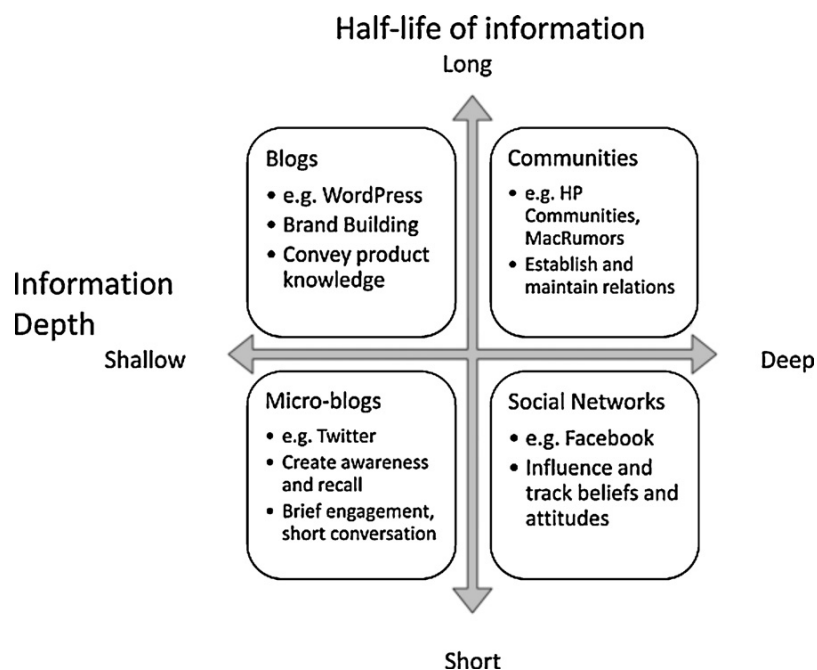 Half-life of information
Long
Blogs
• e.g. WordPress
• Brand Building
• Convey product
knowledge
Communities
• e.g. HP
Communities,
MacRumors
• Establish and
maintain relations
Information
Depth
Shallow
Deep
Micro-blogs
• e.g. Twitter
• Create awareness
and recall
• Brief engagement,
short conversation
Social Networks
• e.g. Facebook
• Influence and
track beliefs and
attitudes
Short